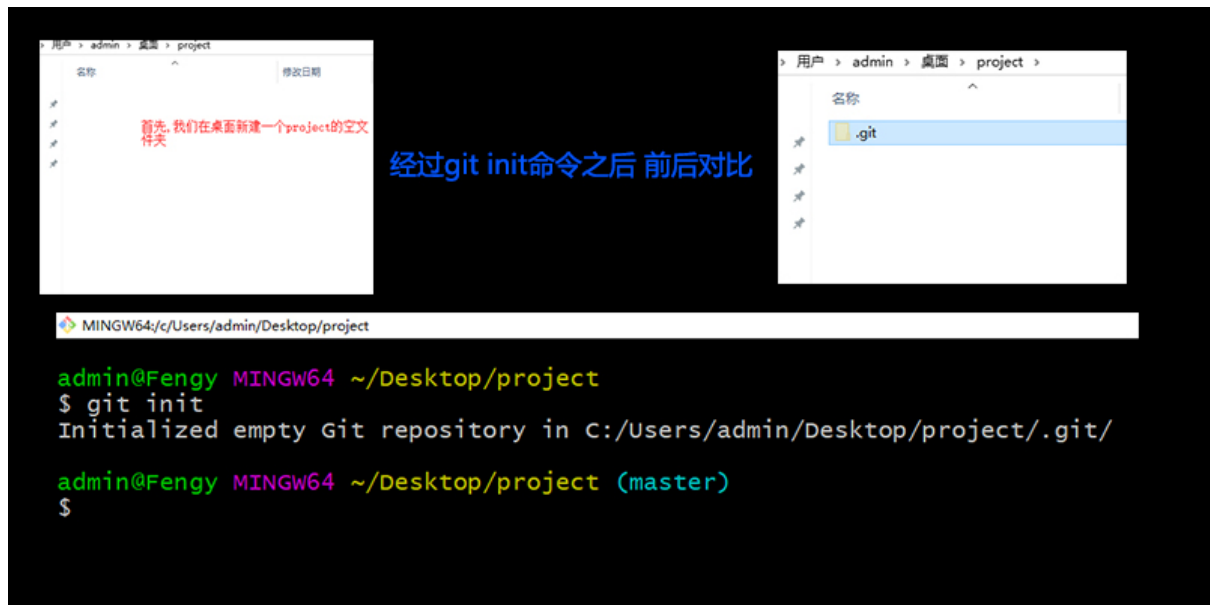 › 用户 › admin › 桌面 › project
名称
修改日期
首先,我们在桌面新建一个project的空文
件夹
经过git init命令之后 前后对比
› 用户 › admin › 桌面 › project ›
名称
.git
MINGW64:/c/Users/admin/Desktop/project
admin@Fengy MINGW64 ~/Desktop/project
$ git init
Initialized empty Git repository in C:/Users/admin/Desktop/project/.git/
admin@Fengy MINGW64 ~/Desktop/project (master)
$